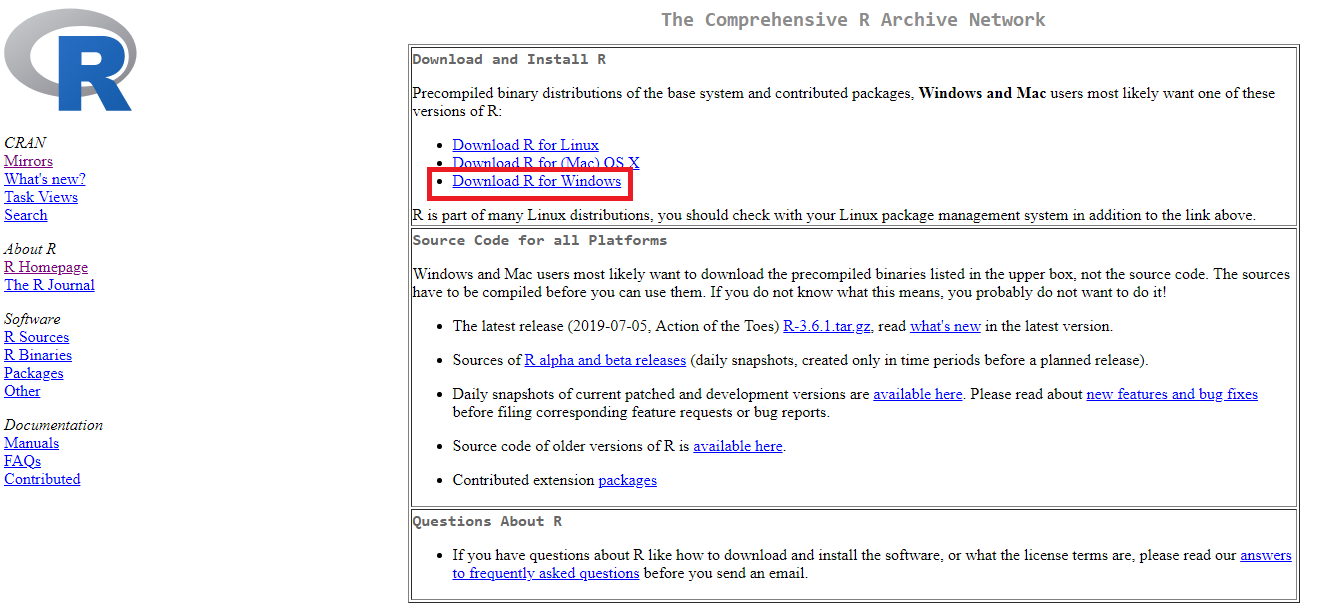 R
CRAN
Mirrors
What's new?
Task Views
Search
About R
R Homepage
The R Journal
Software
R Sources
R Binaries
Packages
Other
Documentation
Manuals
FAQs
Contributed
The Comprehensive R Archive Network
Download and Install R
Precompiled binary distributions of the base system and contributed packages, Windows and Mac users most likely want one of these
versions of R:
Download R for Linux
Download R for (Mac) OS X
Download R for Windows
R is part of many Linux distributions, you should check with your Linux package management system in addition to the link above.
Source Code for all Platforms
Windows and Mac users most likely want to download the precompiled binaries listed in the upper box, not the source code. The sources
have to be compiled before you can use them. If you do not know what this means, you probably do not want to do it!
The latest release (2019-07-05, Action of the Toes) R-3.6.1.tar.gz, read what's new in the latest version.
Sources of R alpha and beta releases (daily snapshots, created only in time periods before a planned release).
Daily snapshots of current patched and development versions are available here. Please read about new features and bug fixes
before filing corresponding feature requests or bug reports.
Source code of older versions of R is available here.
Contributed extension packages
Questions About R
If you have questions about R like how to download and install the software, or what the license terms are, please read our answers
to frequently asked questions before you send an email.